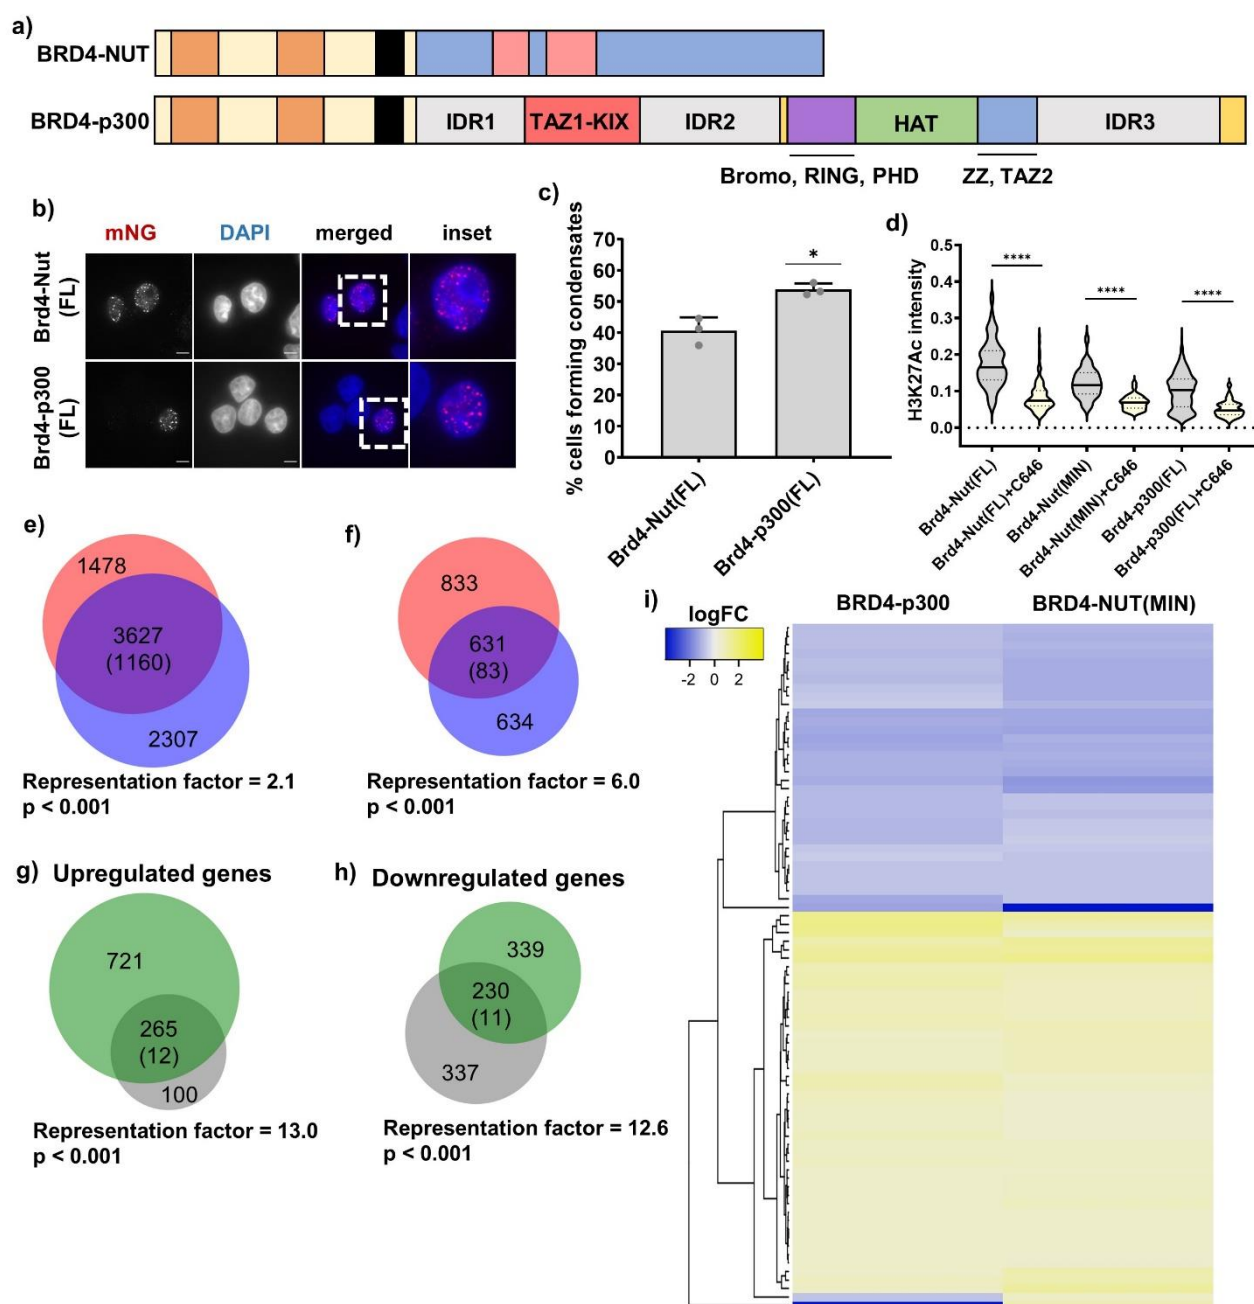 a)
BRD4-NUT
BRD4-p300
IDR1
TAZ1-KIX
IDR2
HAT
IDR3
Bromo, RING, PHD
ZZ, TAZ2
b)
mNG
DAPI
merged
inset
Brd4-Nut
(FL)
Brd4-p300
(FL)
c)
% cells forming condensates
70
60
50
40
30
20
10
0
*
Brd4-Nut(FL)
Brd4-p300(FL)
d)
H3K27Ac intensity
0.5
0.4
0.3
0.2
0.1
0.0
****
****
****
Brd4-Nut(FL)
Brd4-Nut(FL)+C646
Brd4-Nut(MIN)
Brd4-Nut(MIN)+C646
Brd4-p300(FL)
Brd4-p300(FL)+C646
e)
1478
3627
(1160)
2307
Representation factor = 2.1
p < 0.001
f)
833
631
(83)
634
Representation factor = 6.0
p < 0.001
g) Upregulated genes
721
265
(12)
100
Representation factor = 13.0
p < 0.001
h) Downregulated genes
339
230
(11)
337
Representation factor = 12.6
p < 0.001
i)
logFC
-2 0 2
BRD4-p300
BRD4-NUT(MIN)